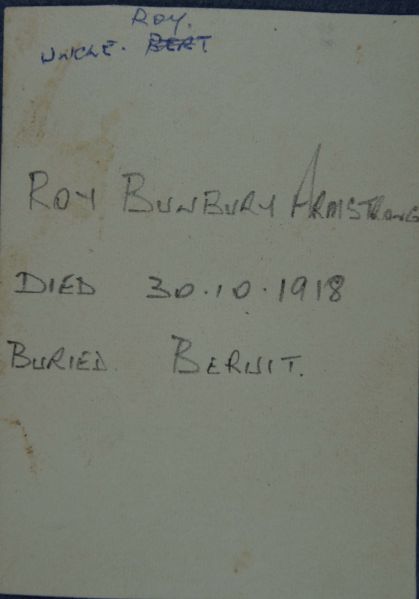 ROY.
UNCLE. BERT
ROY BUNBURY ARMSTRONG
DIED 30.10.1918
BURIED. BERUIT.